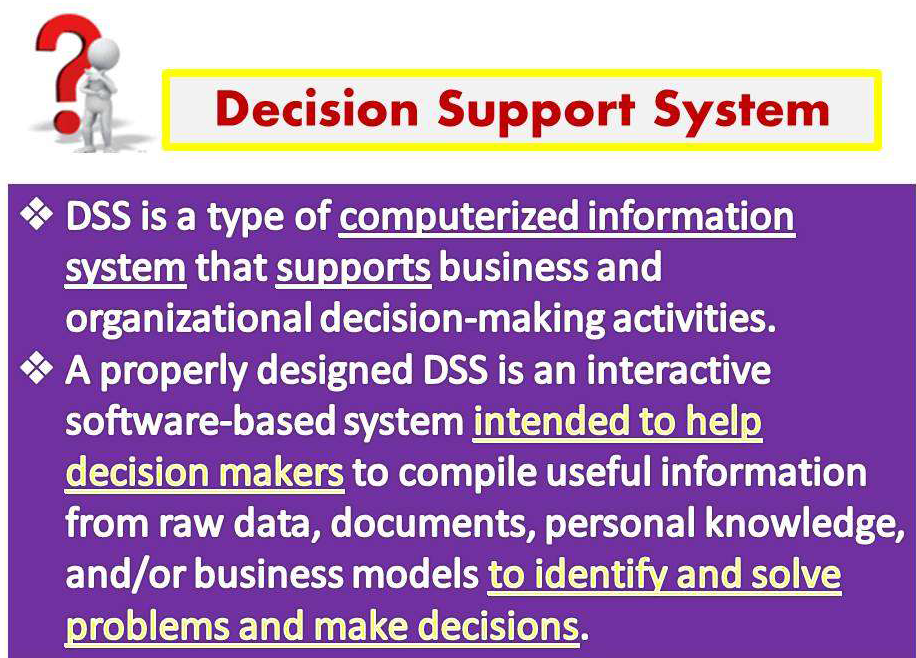 Decision Support System
❖ DSS is a type of computerized information
system that supports business and
organizational decision-making activities.
❖ A properly designed DSS is an interactive
software-based system intended to help
decision makers to compile useful information
from raw data, documents, personal knowledge,
and/or business models to identify and solve
problems and make decisions.